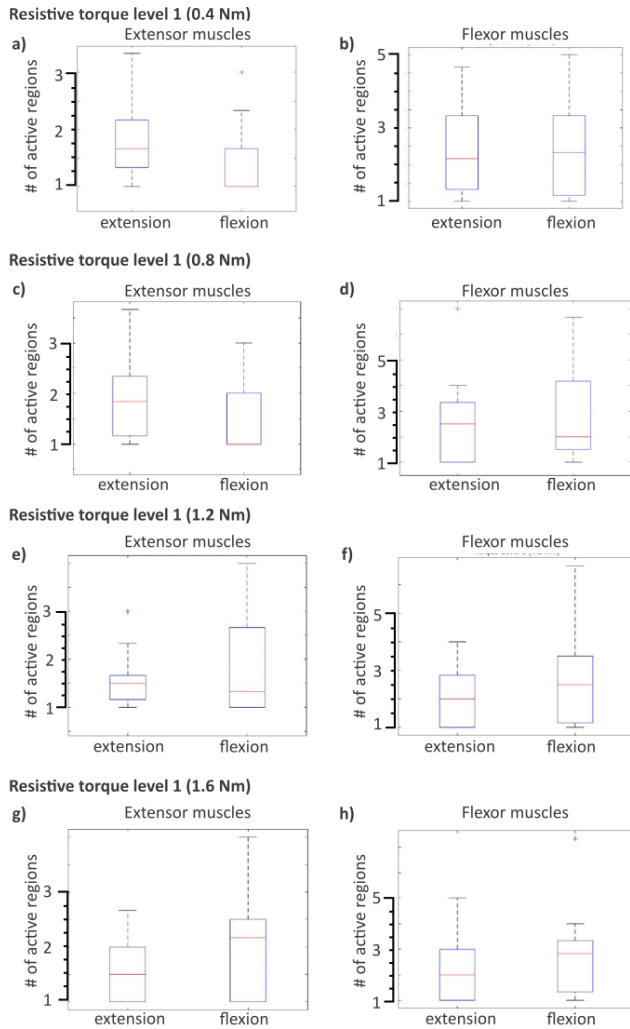 Resistive torque level 1 (0.4 Nm)
a) Extensor muscles
# of active regions
3
2
1
extension flexion
b) Flexor muscles
5
3
1
extension flexion
Resistive torque level 1 (0.8 Nm)
c) Extensor muscles
# of active regions
3
2
1
extension flexion
d) Flexor muscles
# of active regions
5
3
1
extension flexion
Resistive torque level 1 (1.2 Nm)
e) Extensor muscles
# of active regions
3
2
1
extension flexion
f) Flexor muscles
# of active regions
5
3
1
extension flexion
Resistive torque level 1 (1.6 Nm)
g) Extensor muscles
# of active regions
3
2
1
extension flexion
h) Flexor muscles
# of active regions
5
3
1
extension flexion